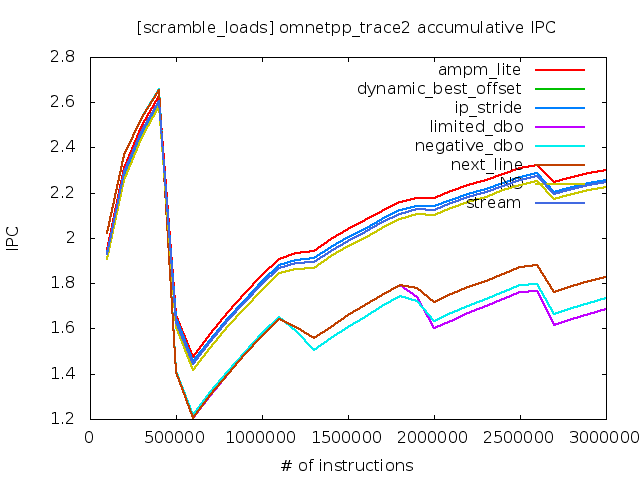 [scramble_loads] omnetpp_trace2 accumulative IPC
2.8
2.6
2.4
2.2
2
1.8
1.6
1.4
1.2
IPC
ampm_lite
dynamic_best_offset
ip_stride
limited_dbo
negative_dbo
next_line
NO
stream
0 500000 1000000 1500000 2000000 2500000 3000000
# of instructions